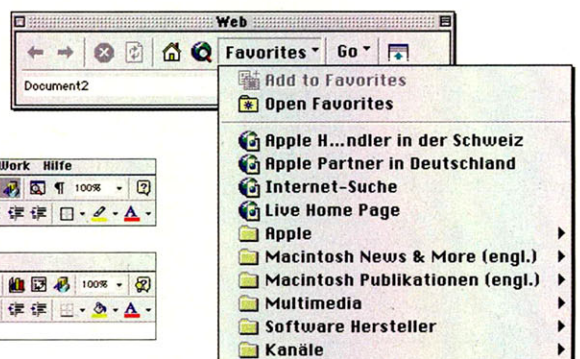 Web
Favorites Go
Document2
Add to Favorites
Open Favorites
Apple H...ndler in der Schweiz
Apple Partner in Deutschland
Internet-Suche
Live Home Page
Apple
Macintosh News & More (engl.)
Macintosh Publikationen (engl.)
Multimedia
Software Hersteller
Kanäle
Work Hilfe
¶ 100% ?
A
100% ?
A